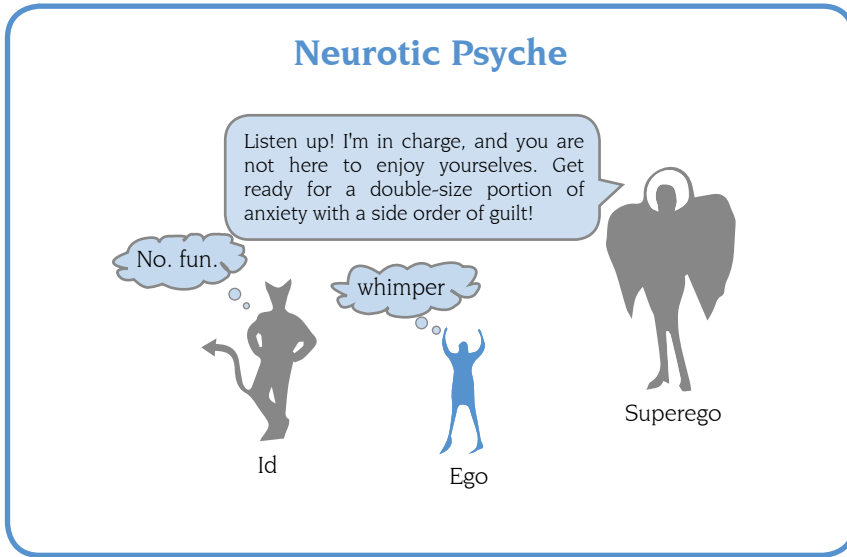 Neurotic Psyche
Listen up! I'm in charge, and you are
not here to enjoy yourselves. Get
ready for a double-size portion of
anxiety with a side order of guilt!
No. fun.
whimper
Superego
Id
Ego